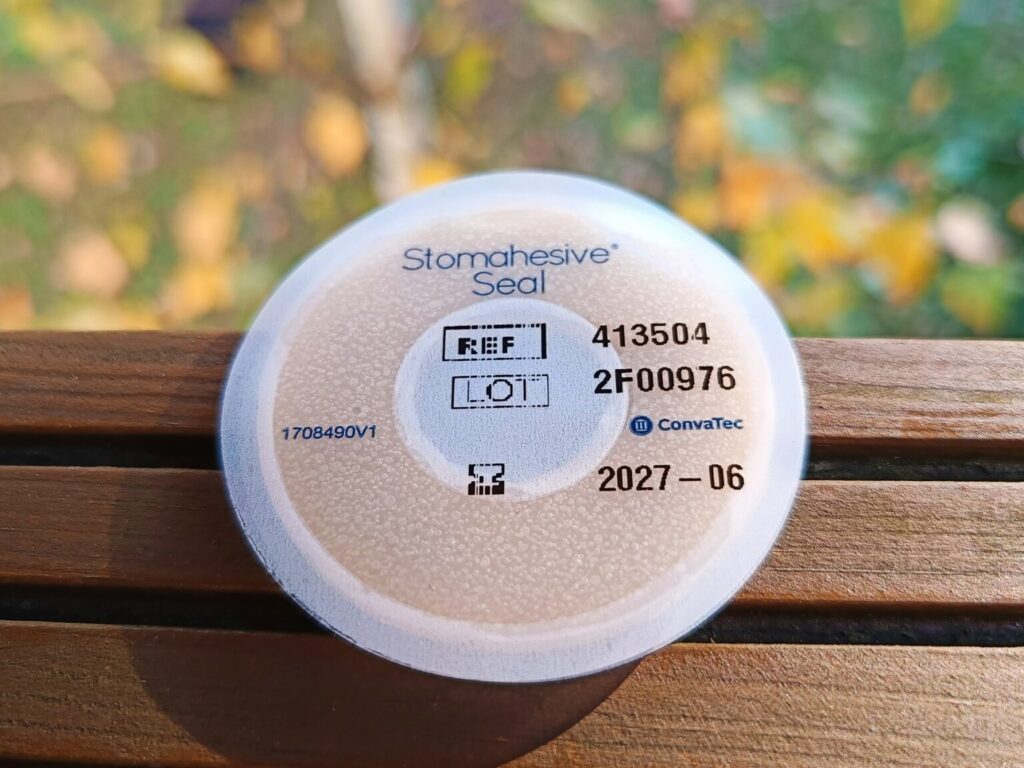 Stomahesive®
Seal
REF 413504
LOT 2F00976
1708490V1
ConvaTec
2027-06